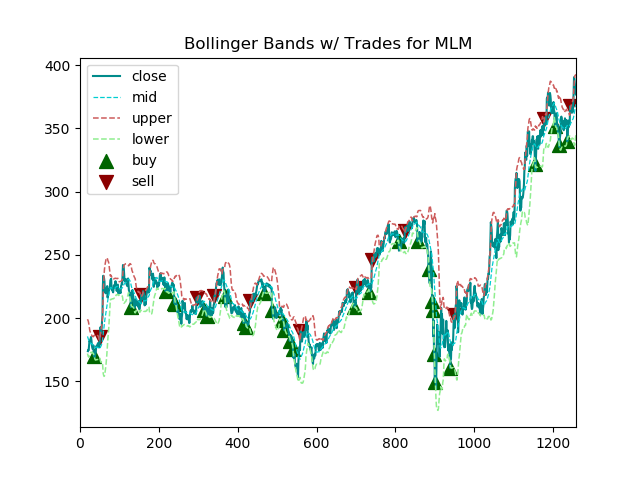 Bollinger Bands w/ Trades for MLM
400
350
300
250
200
150
close
mid
upper
lower
buy
sell
0 200 400 600 800 1000 1200